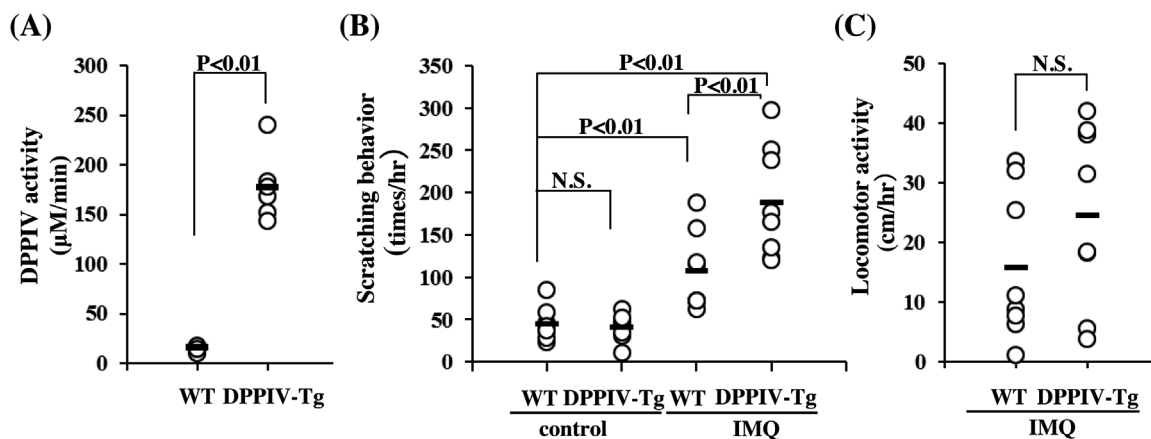 (A)
P<0.01
300
250
200
150
100
50
0
DPPIV activity
(μM/min)
WT DPPIV-Tg
(B)
P<0.01
P<0.01
P<0.01
N.S.
350
300
250
200
150
100
50
0
Scratching behavior
(times/hr)
WT DPPIV-Tg WT DPPIV-Tg
control IMQ
(C)
N.S.
50
40
30
20
10
0
Locomotor activity
(cm/hr)
WT DPPIV-Tg
IMQ